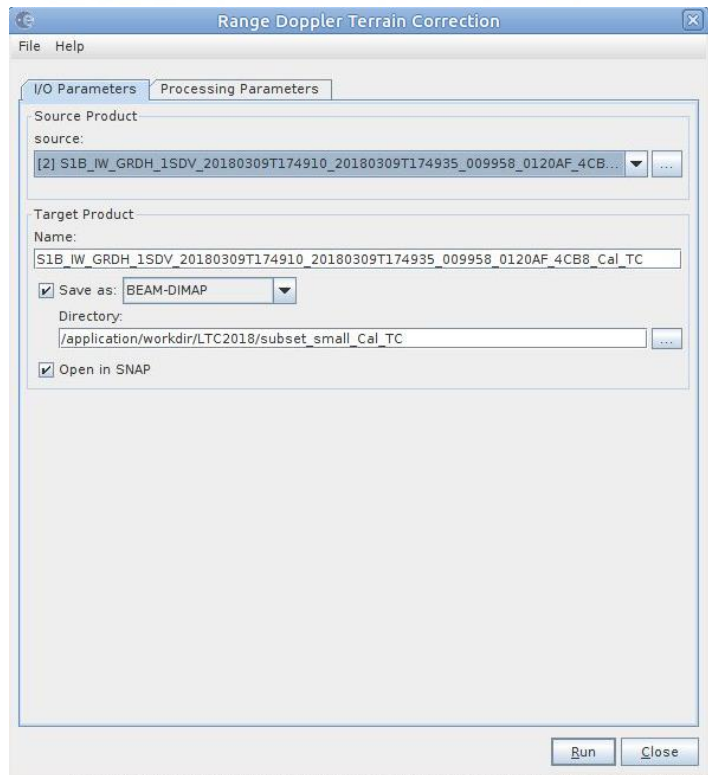 Range Doppler Terrain Correction
File Help
I/O Parameters Processing Parameters
Source Product
source:
[2] S1B_IW_GRDH_1SDV_20180309T174910_20180309T174935_009958_0120AF_4CB... ...
Target Product
Name:
S1B_IW_GRDH_1SDV_20180309T174910_20180309T174935_009958_0120AF_4CB8_Cal_TC
Save as: BEAM-DIMAP
Directory:
/application/workdir/LTC2018/subset_small_Cal_TC ...
Open in SNAP
Run Close